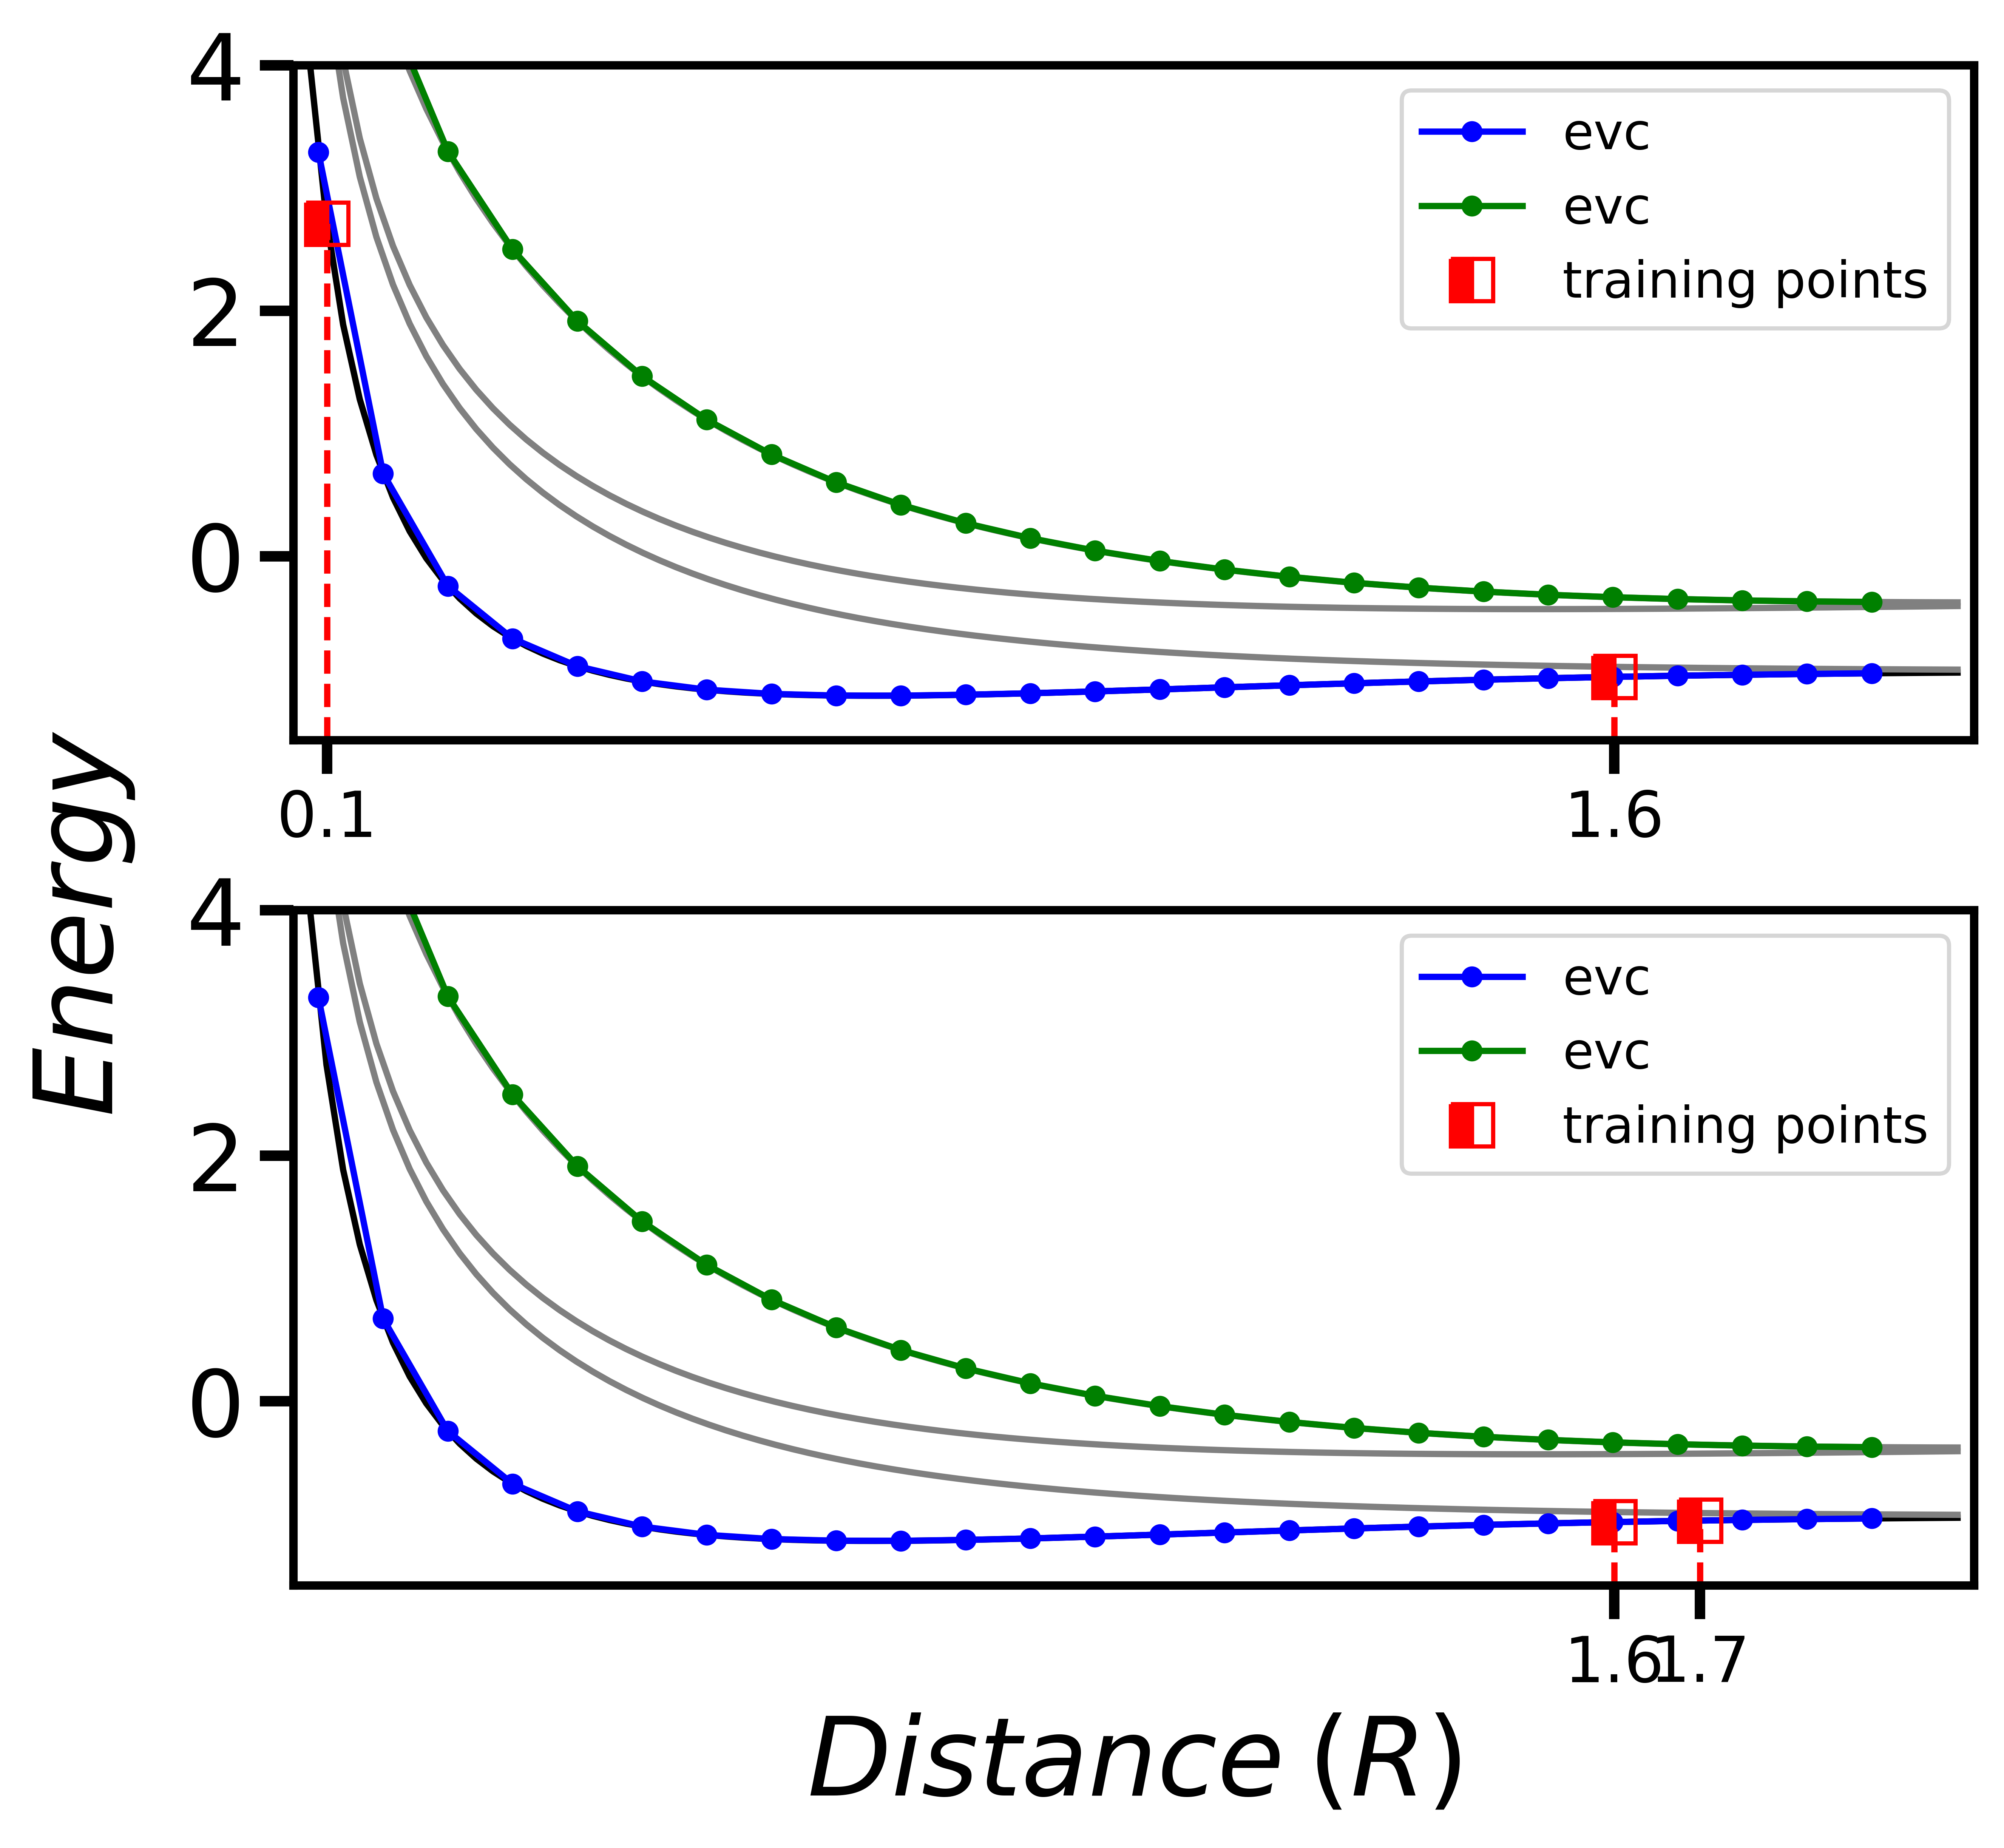 4
2
0
evc
evc
training points
0.1
1.6
Energy
4
2
0
evc
evc
training points
1.6
1.7
Distance (R)